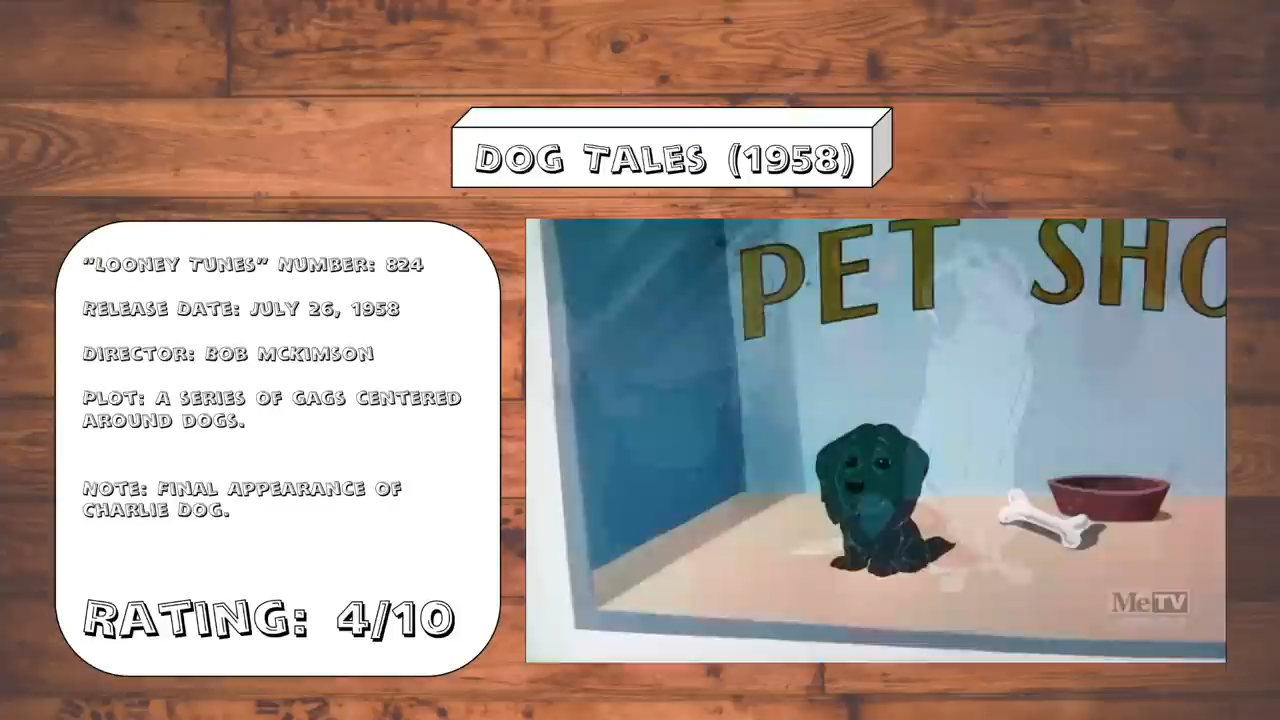 DOG TALES (1958)
"LOONEY TUNES" NUMBER: 824
RELEASE DATE: JULY 26, 1958
DIRECTOR: BOB MCKIMSON
PLOT: A SERIES OF GAGS CENTERED
AROUND DOGS.
NOTE: FINAL APPEARANCE OF
CHARLIE DOG.
RATING: 4/10
PET SHO
MeTV